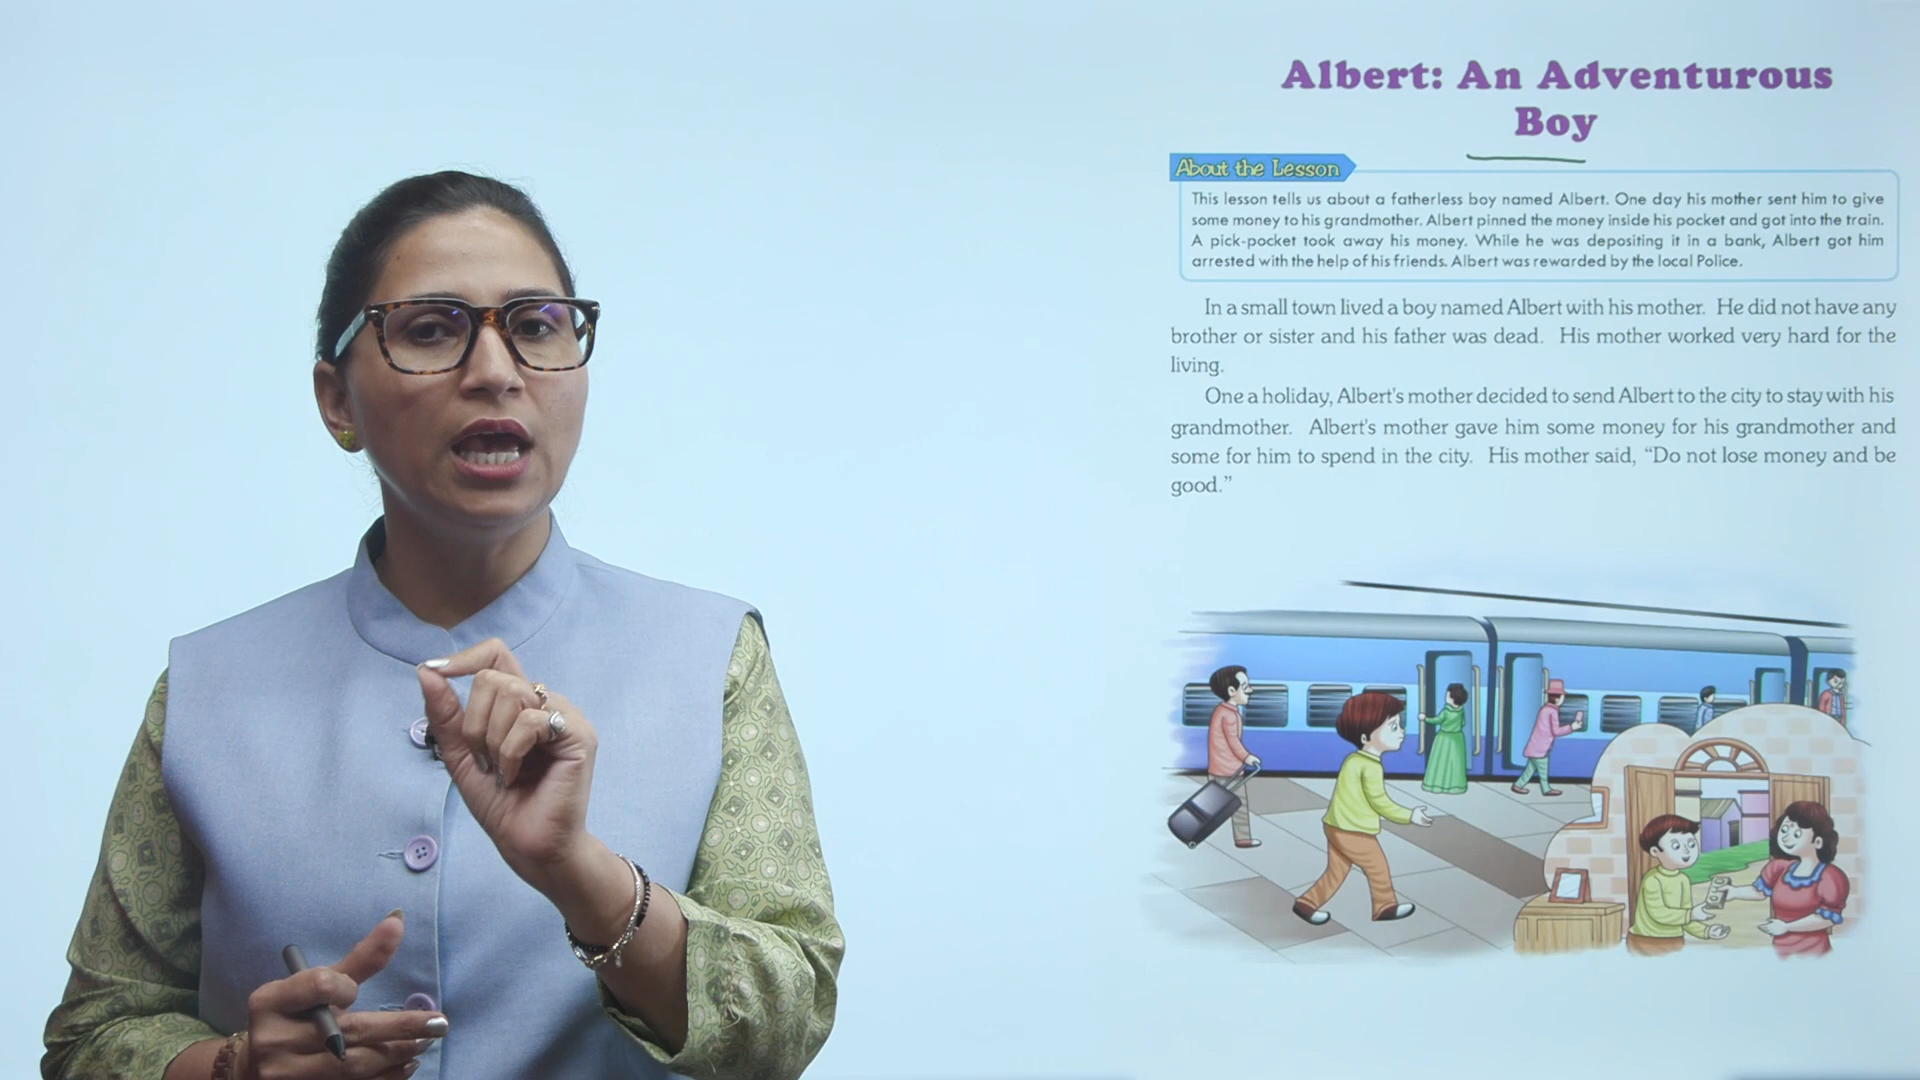 Albert: An Adventurous
Boy
About the Lesson
This lesson tells us about a fatherless boy named Albert. One day his mother sent him to give
some money to his grandmother. Albert pinned the money inside his pocket and got into the train.
A pick-pocket took away his money. While he was depositing it in a bank, Albert got him
arrested with the help of his friends. Albert was rewarded by the local Police.
In a small town lived a boy named Albert with his mother. He did not have any
brother or sister and his father was dead. His mother worked very hard for the
living.
One a holiday, Albert's mother decided to send Albert to the city to stay with his
grandmother. Albert's mother gave him some money for his grandmother and
some for him to spend in the city. His mother said, “Do not lose money and be
good.”